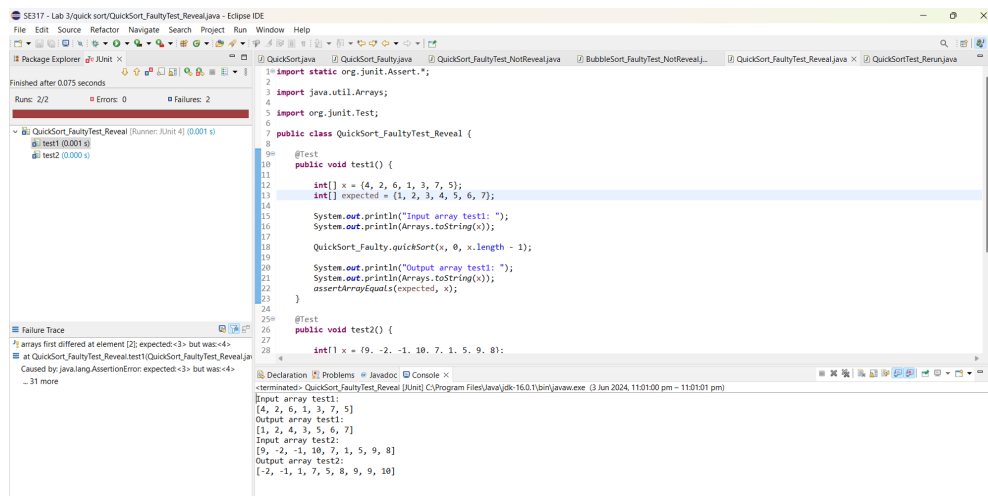 SE317 - Lab 3/quick sort/QuickSort_FaultyTest_Reveal.java - Eclipse IDE
File Edit Source Refactor Navigate Search Project Run Window Help
Package Explorer JUnit
Finished after 0.075 seconds
Runs: 2/2 Errors: 0 Failures: 2
QuickSort_FaultyTest_Reveal [Runner: JUnit 4] (0.001 s)
test1 (0.001 s)
test2 (0.000 s)
Failure Trace
arrays first differed at element [2]; expected:<3> but was:<4>
at QuickSort_FaultyTest_Reveal.test1(QuickSort_FaultyTest_Reveal.jav
Caused by: java.lang.AssertionError: expected:<3> but was:<4>
... 31 more
QuickSort.java QuickSort_Faulty.java QuickSort_FaultyTest_NotReveal.java BubbleSort_FaultyTest_NotReveal.j... QuickSort_FaultyTest_Reveal.java QuickSortTest_Rerun.java
1 import static org.junit.Assert.*;
2
3 import java.util.Arrays;
4
5 import org.junit.Test;
6
7 public class QuickSort_FaultyTest_Reveal {
8
9 @Test
10 public void test1() {
11
12 int[] x = {4, 2, 6, 1, 3, 7, 5};
13 int[] expected = {1, 2, 3, 4, 5, 6, 7};
14
15 System.out.println("Input array test1: ");
16 System.out.println(Arrays.toString(x));
17
18 QuickSort_Faulty.quickSort(x, 0, x.length - 1);
19
20 System.out.println("Output array test1: ");
21 System.out.println(Arrays.toString(x));
22 assertArrayEquals(expected, x);
23 }
24
25 @Test
26 public void test2() {
27
28 int[] x = {9, -2, -1, 10, 7, 1, 5, 9, 8};
Declaration Problems Javadoc Console
<terminated> QuickSort_FaultyTest_Reveal [JUnit] C:\Program Files\Java\jdk-16.0.1\bin\javaw.exe (3 Jun 2024, 11:01:00 pm – 11:01:01 pm)
Input array test1:
[4, 2, 6, 1, 3, 7, 5]
Output array test1:
[1, 2, 4, 3, 5, 6, 7]
Input array test2:
[9, -2, -1, 10, 7, 1, 5, 9, 8]
Output array test2:
[-2, -1, 1, 7, 5, 8, 9, 9, 10]